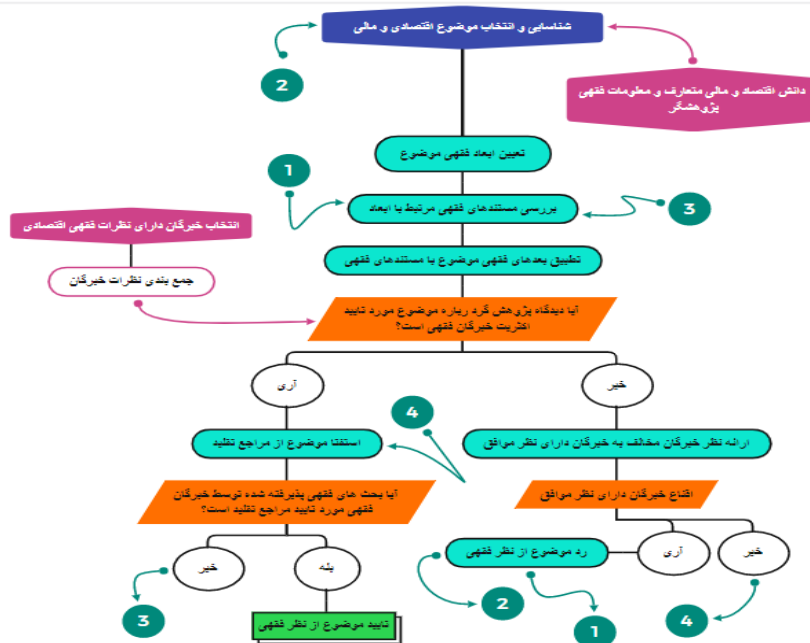 شناسایی و انتخاب موضوع اقتصادی و مالی
2
دانش اقتصاد و مالی متعارف و معلومات فقهی
پژوهشگر
تعیین ابعاد فقهی موضوع
1
بررسی مستندهای فقهی مرتبط با ابعاد
3
انتخاب خبرگان دارای نظرات فقهی اقتصادی
تطبیق بعدهای فقهی موضوع با مستندهای فقهی
جمع بندی نظرات خبرگان
آیا دیدگاه پژوهش گرد رباره موضوع مورد تایید
اکثریت خبرگان فقهی است؟
خیر
آری
4
ارائه نظر خبرگان مخالف به خبرگان دارای نظر موافق
استفتا موضوع از مراجع تقلید
اقناع خبرگان دارای نظر موافق
آیا بحث های فقهی پذیرفته شده توسط خبرگان
فقهی مورد تایید مراجع تقلید است؟
خیر
آری
رد موضوع از نظر فقهی
بله
خیر
2
4
1
3
تایید موضوع از نظر فقهی